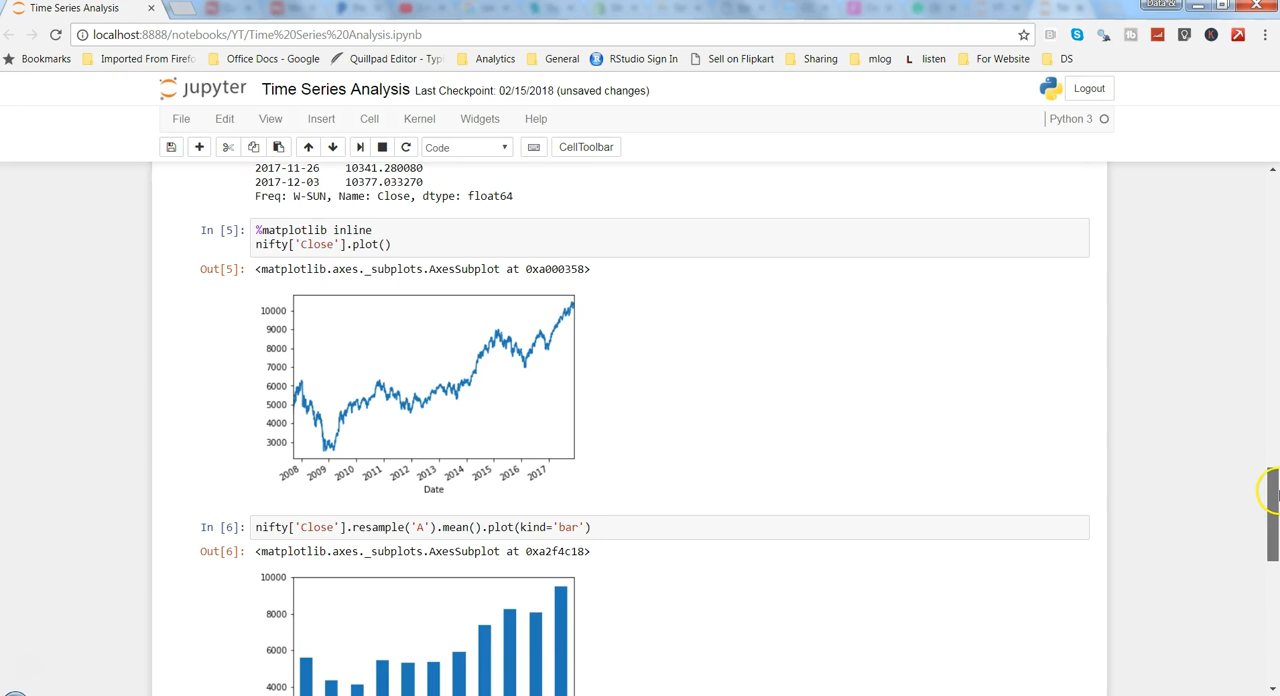 Time Series Analysis
Data &
localhost:8888/notebooks/YT/Time%20Series%20Analysis.ipynb
Bookmarks Imported From Firefo Office Docs - Google Quillpad Editor - Typi Analytics General RStudio Sign In Sell on Flipkart Sharing mlog listen For Website DS
jupyter Time Series Analysis Last Checkpoint: 02/15/2018 (unsaved changes) Logout
File Edit View Insert Cell Kernel Widgets Help Python 3
Code CellToolbar
2017-11-26 10341.280080
2017-12-03 10377.033270
Freq: W-SUN, Name: Close, dtype: float64
In [5]: %matplotlib inline
nifty['Close'].plot()
Out[5]: <matplotlib.axes._subplots.AxesSubplot at 0xa000358>
10000
9000
8000
7000
6000
5000
4000
3000
2008 2009 2010 2011 2012 2013 2014 2015 2016 2017
Date
In [6]: nifty['Close'].resample('A').mean().plot(kind='bar')
Out[6]: <matplotlib.axes._subplots.AxesSubplot at 0xa2f4c18>
10000
8000
6000
4000